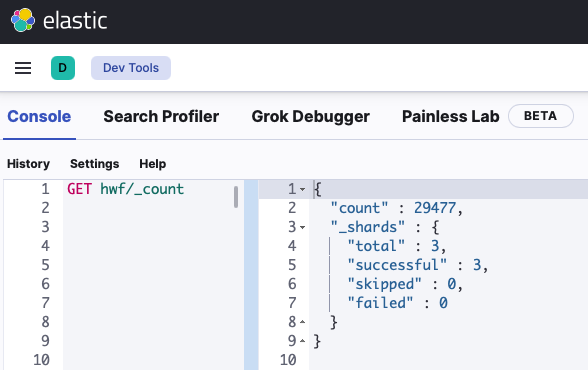 elastic
D Dev Tools
Console Search Profiler Grok Debugger Painless Lab BETA
History Settings Help
1 GET hwf/_count
2
3
4
5
6
7
8
9
10
1 {
2 "count" : 29477,
3 "_shards" : {
4 "total" : 3,
5 "successful" : 3,
6 "skipped" : 0,
7 "failed" : 0
8 }
9 }
10